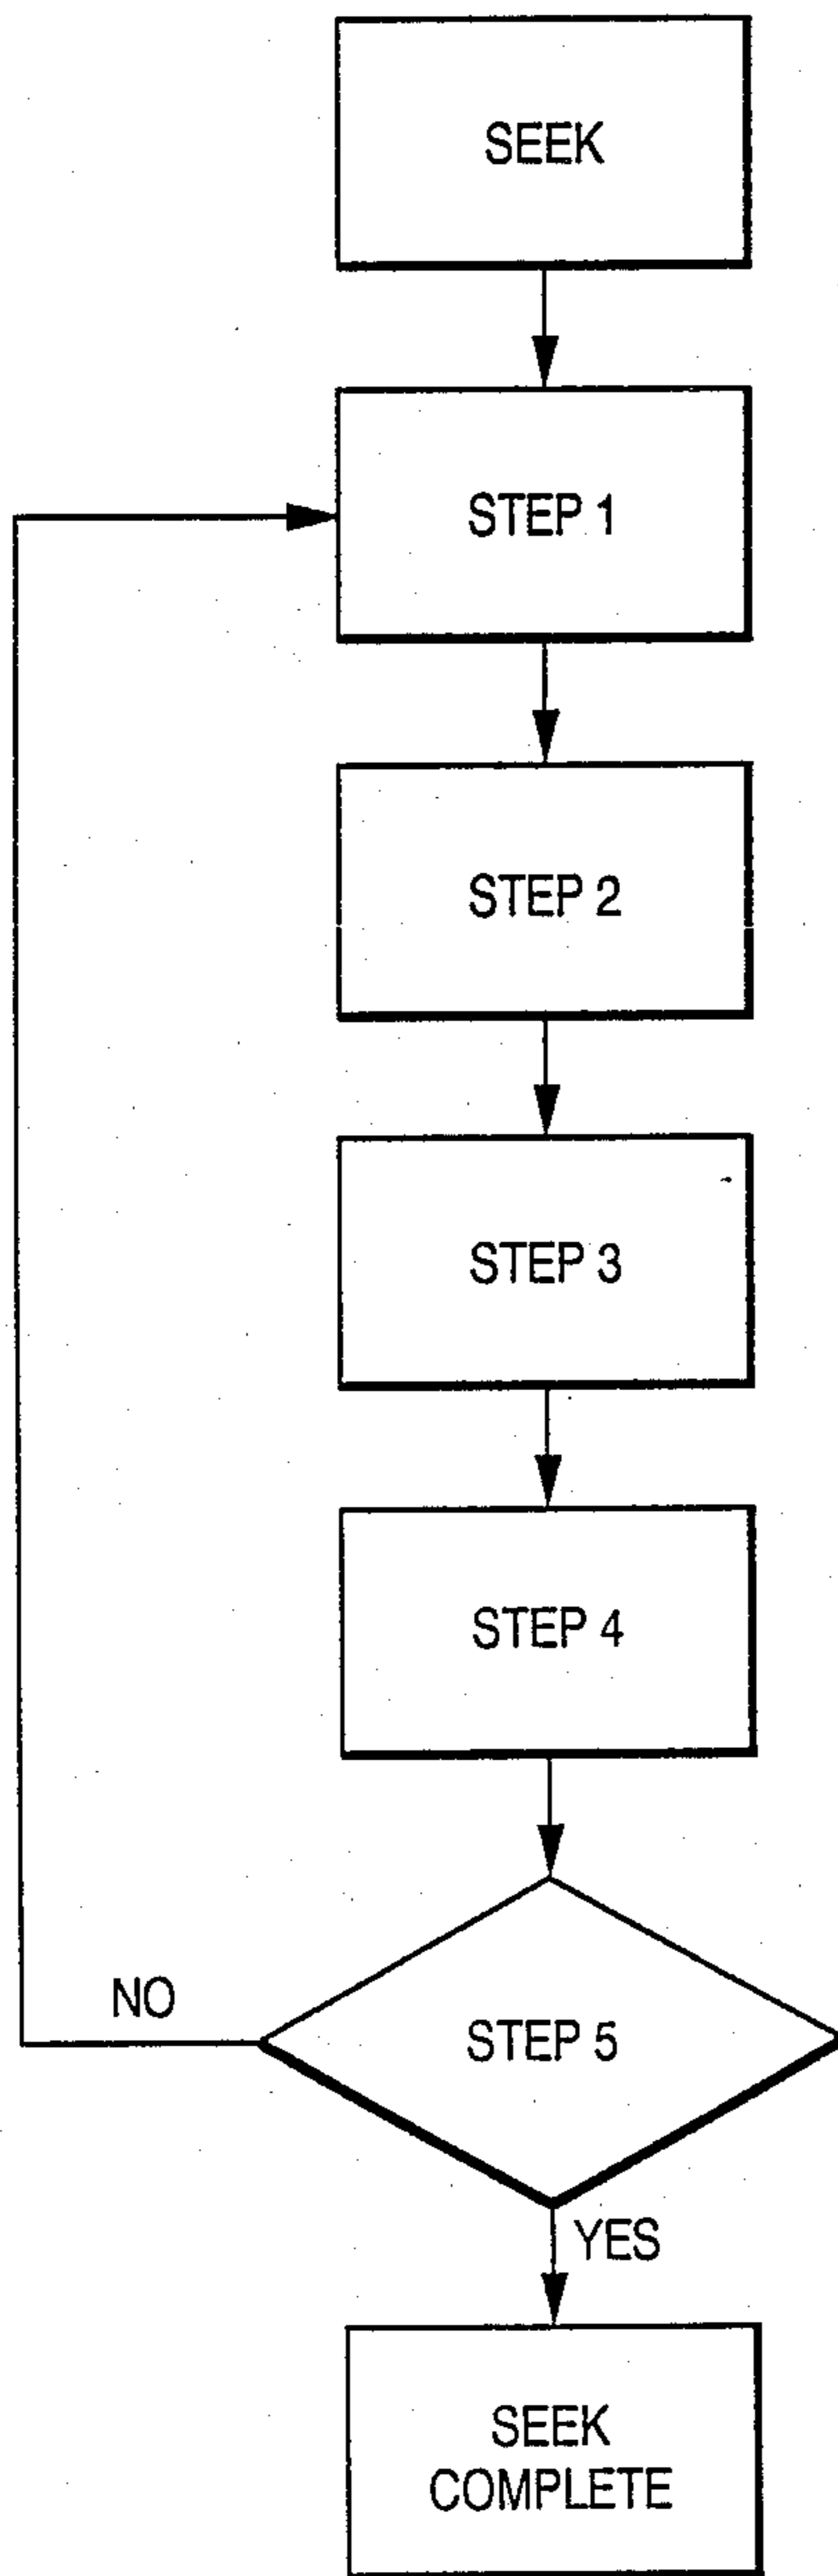 SEEK
STEP 1
STEP 2
STEP 3
STEP 4
STEP 5
NO
YES
SEEK
COMPLETE